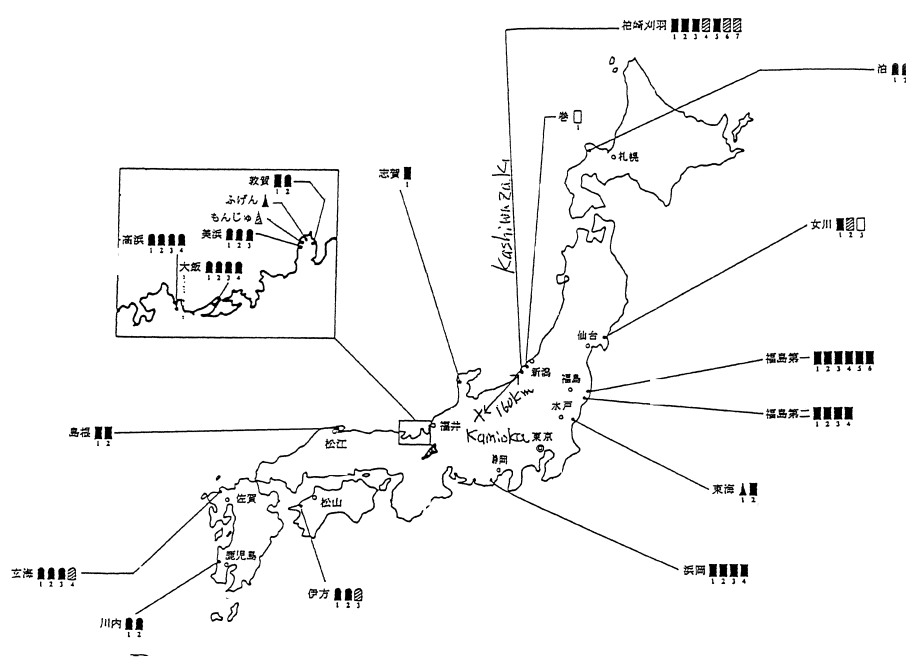 柏崎刈羽
1 2 3 4 5 6 7
泊
1 2
巻
1
札幌
志賀
1
Kashiwazaki
敦賀
1 2
ふげん
もんじゅ
美浜
1 2 3
高浜
1 2 3 4
大飯
1 2 3 4
女川
1 2 3
仙台
新潟
福島
福島第一
1 2 3 4 5 6
160km
水戸
福島第二
1 2 3 4
福井
Kamioka
東京
島根
1 2
松江
静岡
東海
1 2
佐賀
松山
鹿児島
玄海
1 2 3 4
伊方
1 2 3
浜岡
1 2 3 4
川内
1 2